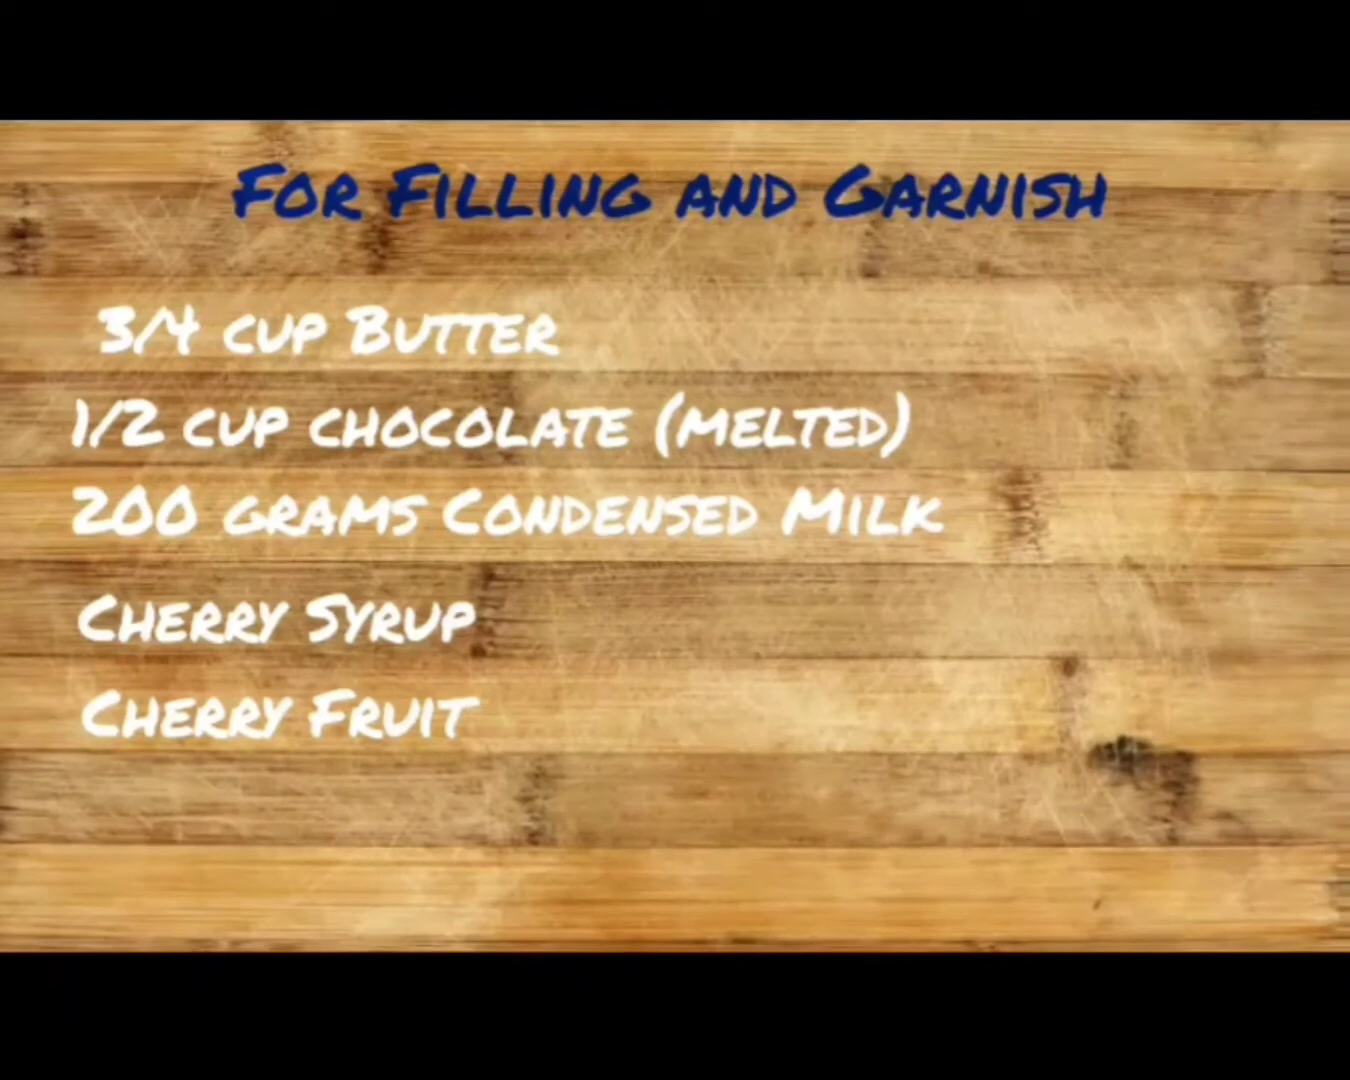 For Filling and Garnish
3/4 cup Butter
1/2 cup chocolate (melted)
200 grams Condensed Milk
Cherry Syrup
Cherry Fruit